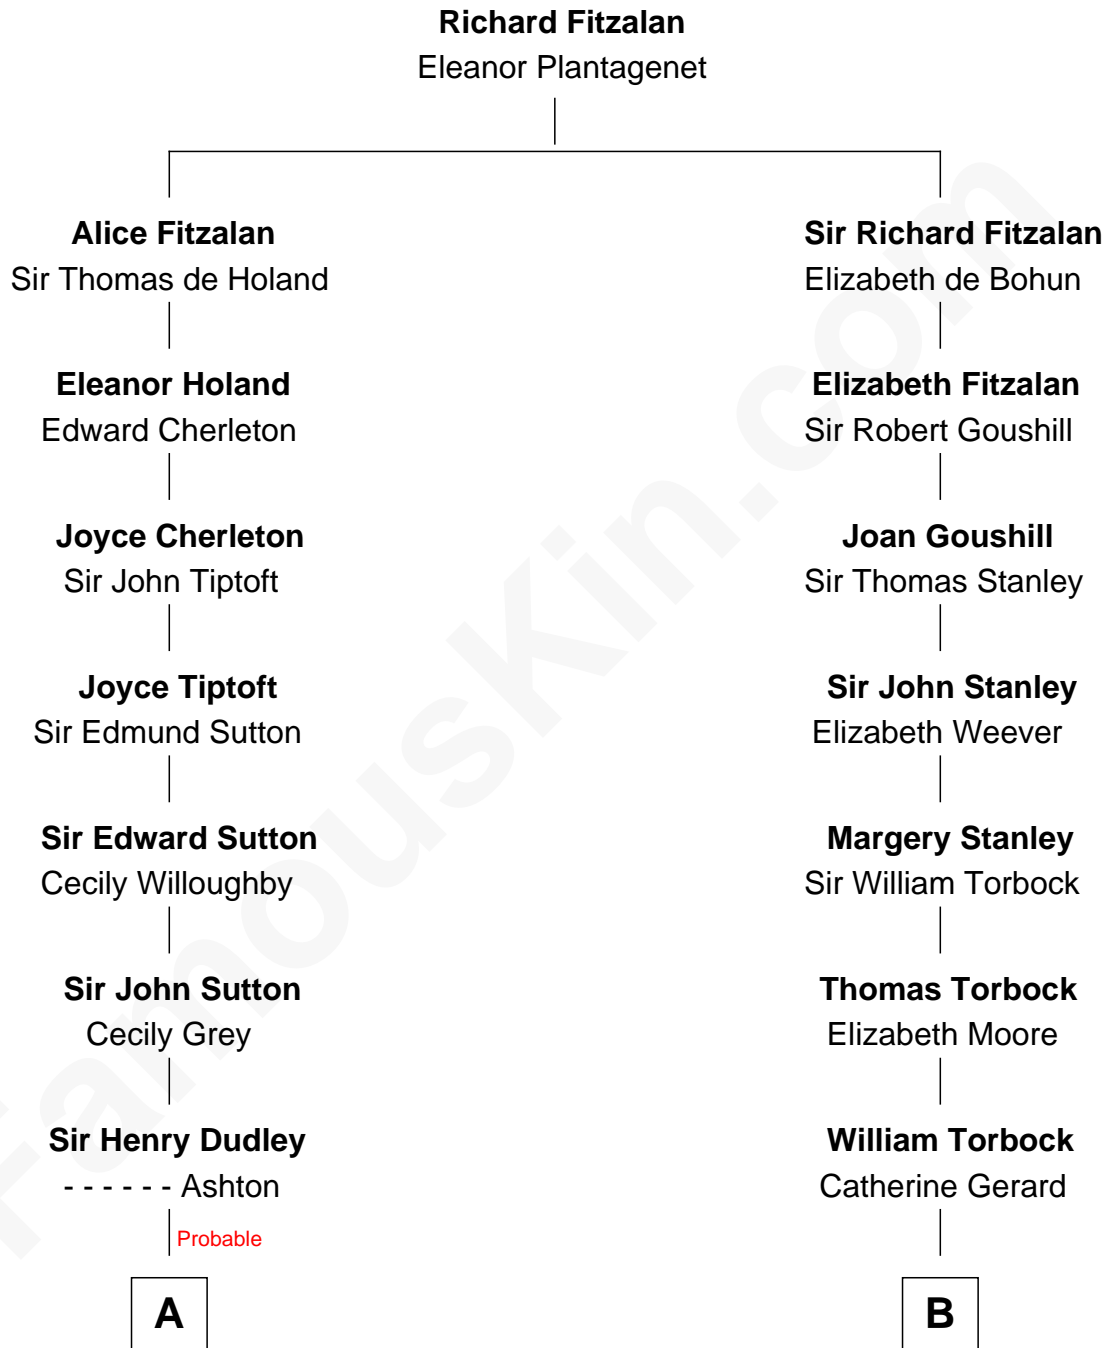 Richard Fitzalan
Eleanor Plantagenet
Alice Fitzalan
Sir Thomas de Holand
Sir Richard Fitzalan
Elizabeth de Bohun
Eleanor Holand
Edward Cherleton
Elizabeth Fitzalan
Sir Robert Goushill
Joyce Cherleton
Sir John Tiptoft
Joan Goushill
Sir Thomas Stanley
Joyce Tiptoft
Sir Edmund Sutton
Sir John Stanley
Elizabeth Weever
Sir Edward Sutton
Cecily Willoughby
Margery Stanley
Sir William Torbock
Sir John Sutton
Cecily Grey
Thomas Torbock
Elizabeth Moore
Sir Henry Dudley
- - - - - - Ashton
William Torbock
Catherine Gerard
Probable
A
B
FamousKin.com